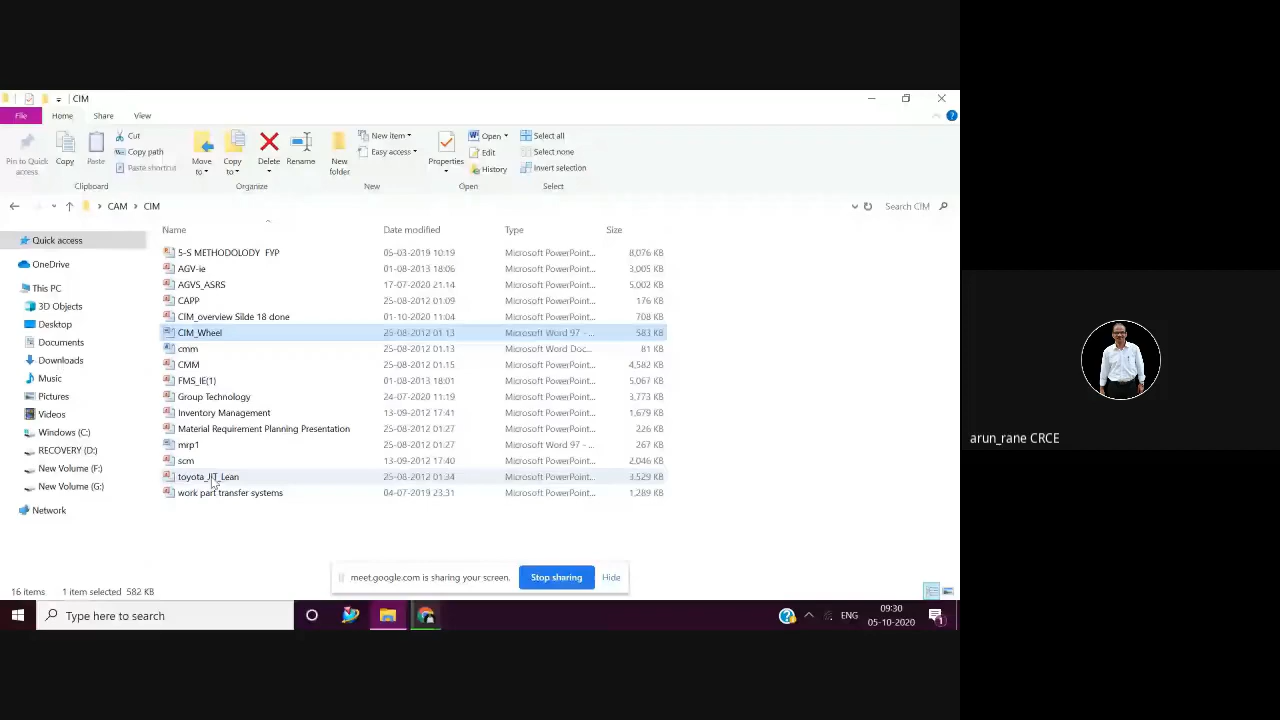 CIM
File Home Share View
Pin to Quick access
Copy
Paste
Cut
Copy path
Paste shortcut
Clipboard
Move to
Copy to
Delete
Rename
Organize
New folder
New item
Easy access
New
Properties
Open
Edit
History
Open
Select all
Select none
Invert selection
Select
CAM > CIM
Search CIM
Name Date modified Type Size
5-S METHODOLODY FYP 05-03-2019 10:19 Microsoft PowerPoint... 8,076 KB
AGV-ie 01-08-2013 18:06 Microsoft PowerPoint... 3,005 KB
AGVS_ASRS 17-07-2020 21:14 Microsoft PowerPoint... 5,002 KB
CAPP 25-08-2012 01:09 Microsoft PowerPoint... 176 KB
CIM_overview Silde 18 done 01-10-2020 11:04 Microsoft PowerPoint... 708 KB
CIM_Wheel 25-08-2012 01:13 Microsoft Word 97 -... 583 KB
cmm 25-08-2012 01:13 Microsoft Word Doc... 81 KB
CMM 25-08-2012 01:15 Microsoft PowerPoint... 4,582 KB
FMS_IE(1) 01-08-2013 18:01 Microsoft PowerPoint... 5,067 KB
Group Technology 24-07-2020 11:19 Microsoft PowerPoint... 3,773 KB
Inventory Management 13-09-2012 17:41 Microsoft PowerPoint... 1,679 KB
Material Requirement Planning Presentation 25-08-2012 01:27 Microsoft PowerPoint... 226 KB
mrp1 25-08-2012 01:27 Microsoft Word 97 -... 267 KB
scm 13-09-2012 17:40 Microsoft PowerPoint... 2,046 KB
toyota_JIT_Lean 25-08-2012 01:34 Microsoft PowerPoint... 3,529 KB
work part transfer systems 04-07-2019 23:31 Microsoft PowerPoint... 1,289 KB
Quick access
OneDrive
This PC
3D Objects
Desktop
Documents
Downloads
Music
Pictures
Videos
Windows (C:)
RECOVERY (D:)
New Volume (F:)
New Volume (G:)
Network
arun_rane CRCE
meet.google.com is sharing your screen. Stop sharing Hide
16 items 1 item selected 582 KB
Type here to search
ENG
09:30
05-10-2020
1